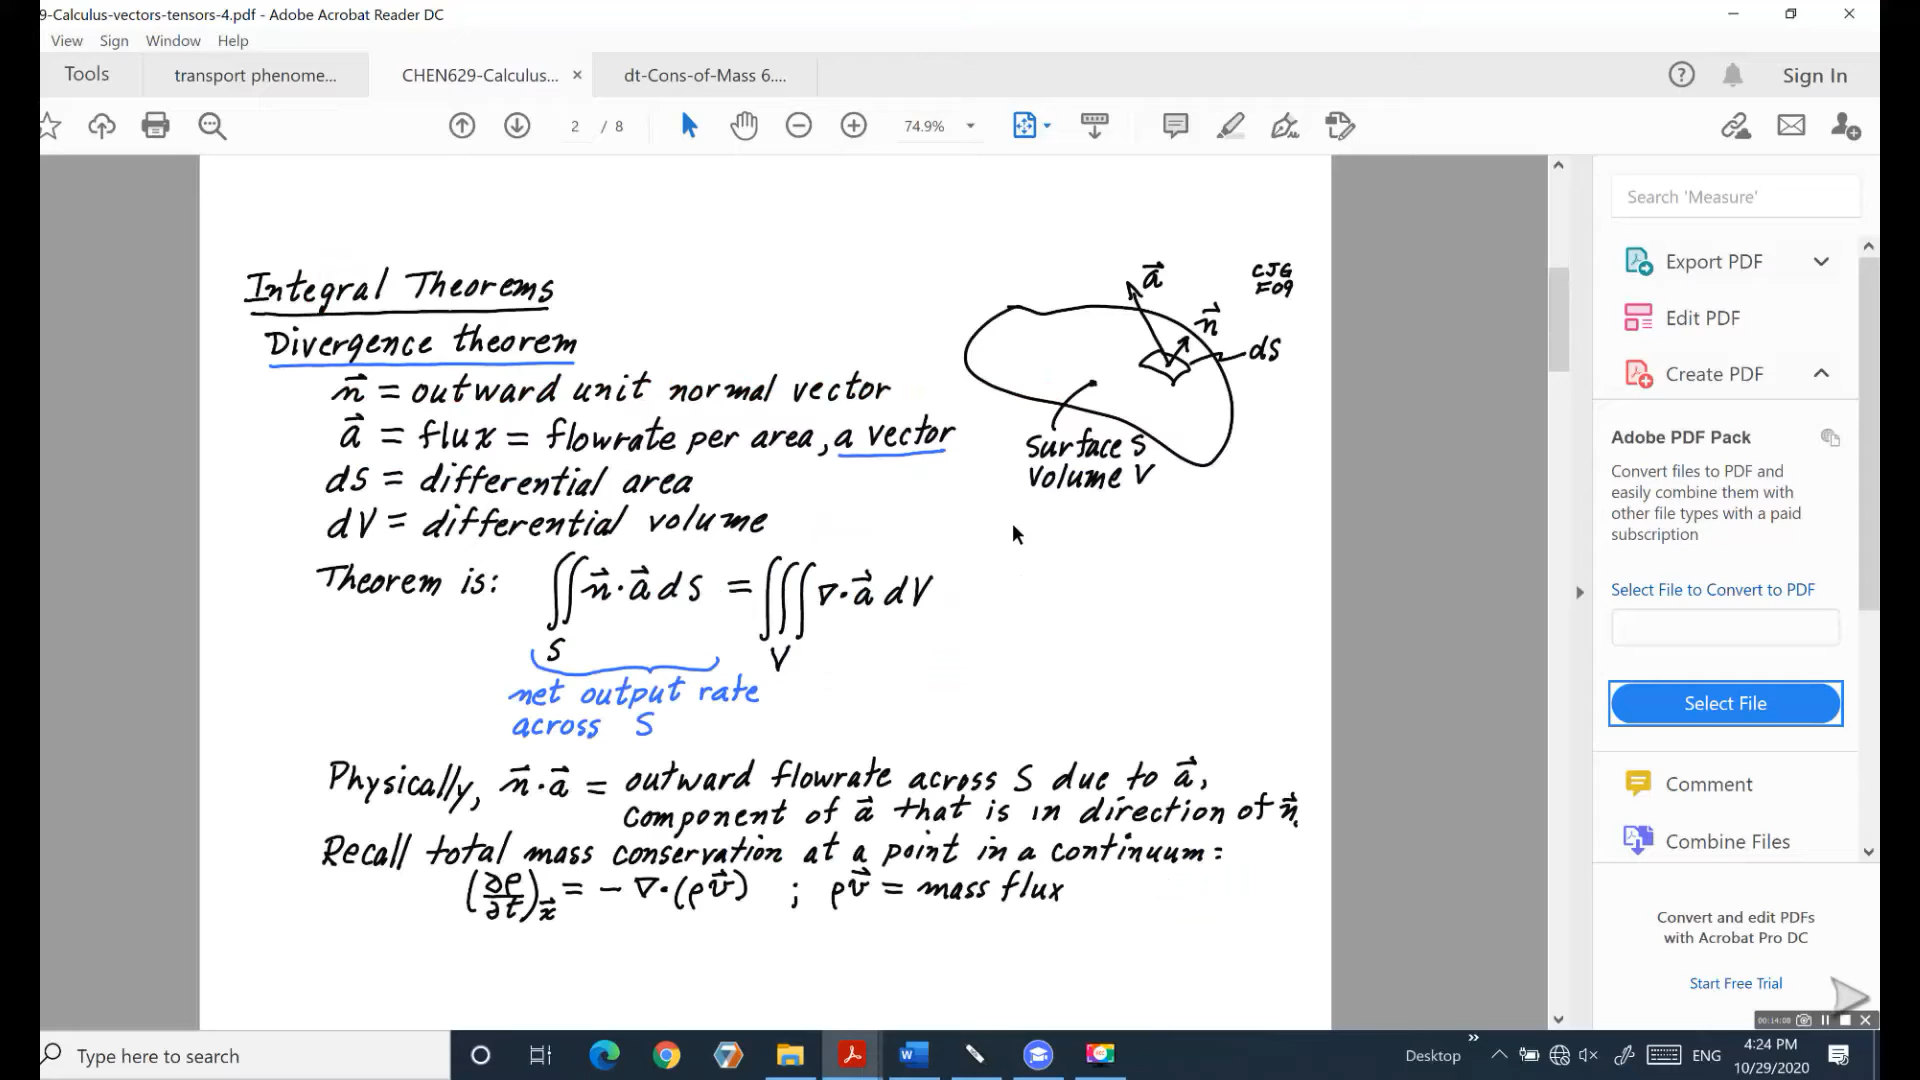 9-Calculus-vectors-tensors-4.pdf - Adobe Acrobat Reader DC
View Sign Window Help
Tools transport phenome... CHEN629-Calculus... × dt-Cons-of-Mass 6.... Sign In
2 / 8 74.9%
Search 'Measure'
Export PDF
Edit PDF
Create PDF
Adobe PDF Pack
Convert files to PDF and
easily combine them with
other file types with a paid
subscription
Select File to Convert to PDF
Select File
Comment
Combine Files
Convert and edit PDFs
with Acrobat Pro DC
Start Free Trial
Integral Theorems
CJG
F09
Divergence theorem
n⃗ = outward unit normal vector
a⃗ = flux = flowrate per area, a vector
dS = differential area
dV = differential volume
a⃗
n⃗
dS
Surface S
Volume V
Theorem is: ∬_S n⃗·a⃗ dS = ∭_V ∇·a⃗ dV
net output rate
across S
Physically, n⃗·a⃗ = outward flowrate across S due to a⃗,
component of a⃗ that is in direction of n⃗.
Recall total mass conservation at a point in a continuum:
(∂ρ/∂t)_x⃗ = - ∇·(ρv⃗) ; ρv⃗ = mass flux
00:14:08
Type here to search
Desktop
ENG
4:24 PM
10/29/2020